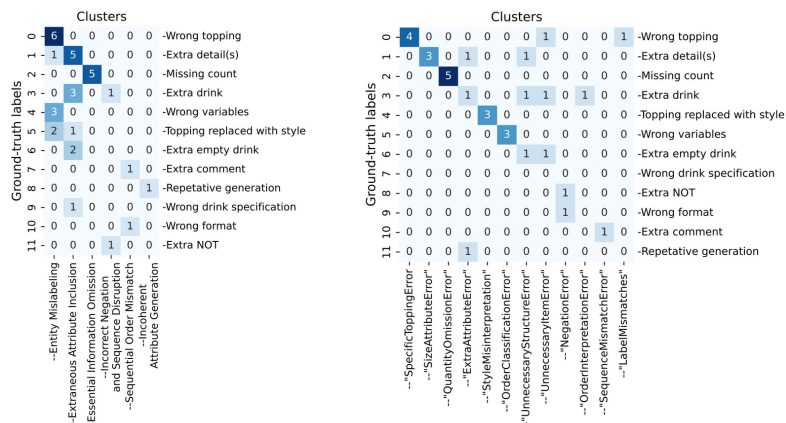 Clusters
Ground-truth labels
0 6 0 0 0 0 0 -Wrong topping
1 1 5 0 0 0 0 -Extra detail(s)
2 0 0 5 0 0 0 -Missing count
3 0 3 0 1 0 0 -Extra drink
4 3 0 0 0 0 0 -Wrong variables
5 2 1 0 0 0 0 -Topping replaced with style
6 0 2 0 0 0 0 -Extra empty drink
7 0 0 0 0 1 0 -Extra comment
8 0 0 0 0 0 1 -Repetative generation
9 0 1 0 0 0 0 -Wrong drink specification
10 0 0 0 0 1 0 -Wrong format
11 0 0 0 1 0 0 -Extra NOT
--Entity Mislabeling
-Extraneous Attribute Inclusion
Essential Information Omission
--Incorrect Negation
and Sequence Disruption
--Sequential Order Mismatch
--Incoherent
Attribute Generation
Clusters
Ground-truth labels
0 4 0 0 0 0 0 0 1 0 0 0 1 -Wrong topping
1 0 3 0 1 0 0 1 0 0 0 0 0 -Extra detail(s)
2 0 0 5 0 0 0 0 0 0 0 0 0 -Missing count
3 0 0 0 1 0 0 1 1 0 1 0 0 -Extra drink
4 0 0 0 0 3 0 0 0 0 0 0 0 -Topping replaced with style
5 0 0 0 0 0 3 0 0 0 0 0 0 -Wrong variables
6 0 0 0 0 0 0 1 1 0 0 0 0 -Extra empty drink
7 0 0 0 0 0 0 0 0 0 0 0 0 -Wrong drink specification
8 0 0 0 0 0 0 0 0 1 0 0 0 -Extra NOT
9 0 0 0 0 0 0 0 0 1 0 0 0 -Wrong format
10 0 0 0 0 0 0 0 0 0 0 1 0 -Extra comment
11 0 0 0 1 0 0 0 0 0 0 0 0 -Repetative generation
--"SpecificToppingError
--"SizeAttributeError"
--"QuantityOmissionError"
--"ExtraAttributeError"
--"StyleMisinterpretation"
--"OrderClassificationError"
"UnnecessaryStructureError"
--"UnnecessaryItemError"
--"NegationError"
--"OrderInterpretationError"
--"SequenceMismatchError"
--"LabelMismatches"